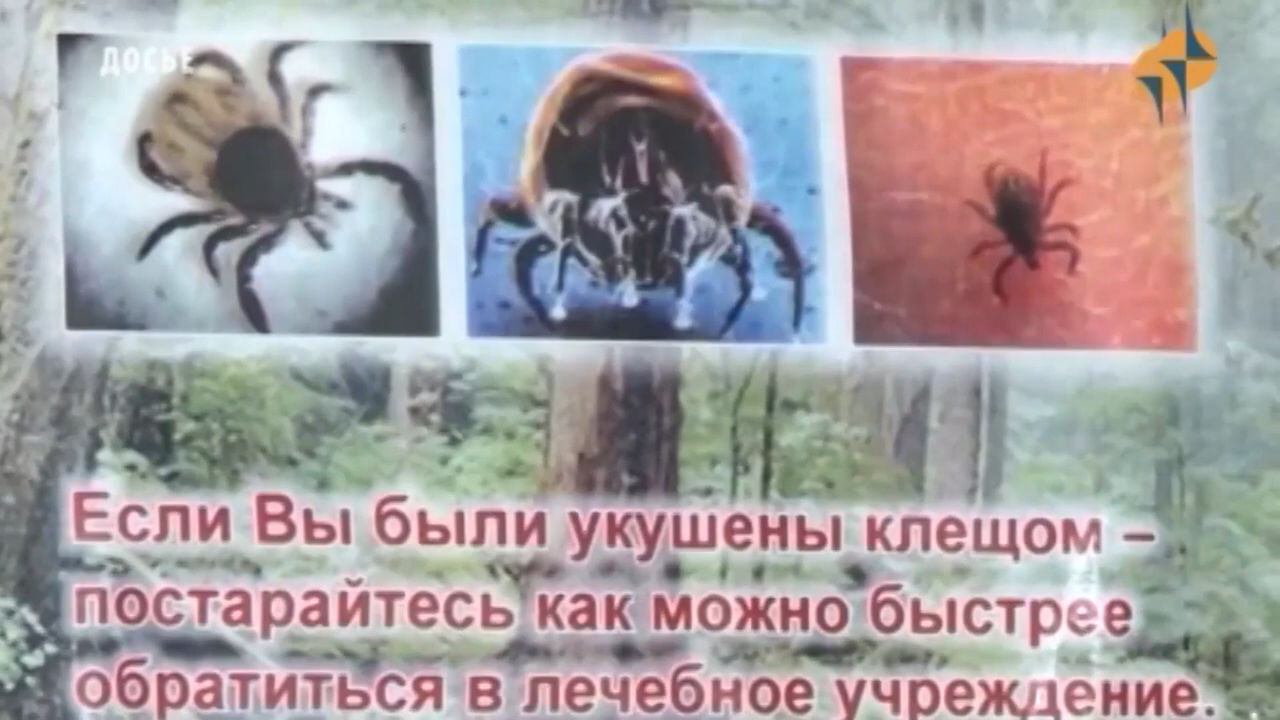 ДОСЬЕ
Если Вы были укушены клещом –
постарайтесь как можно быстрее
обратиться в лечебное учреждение.